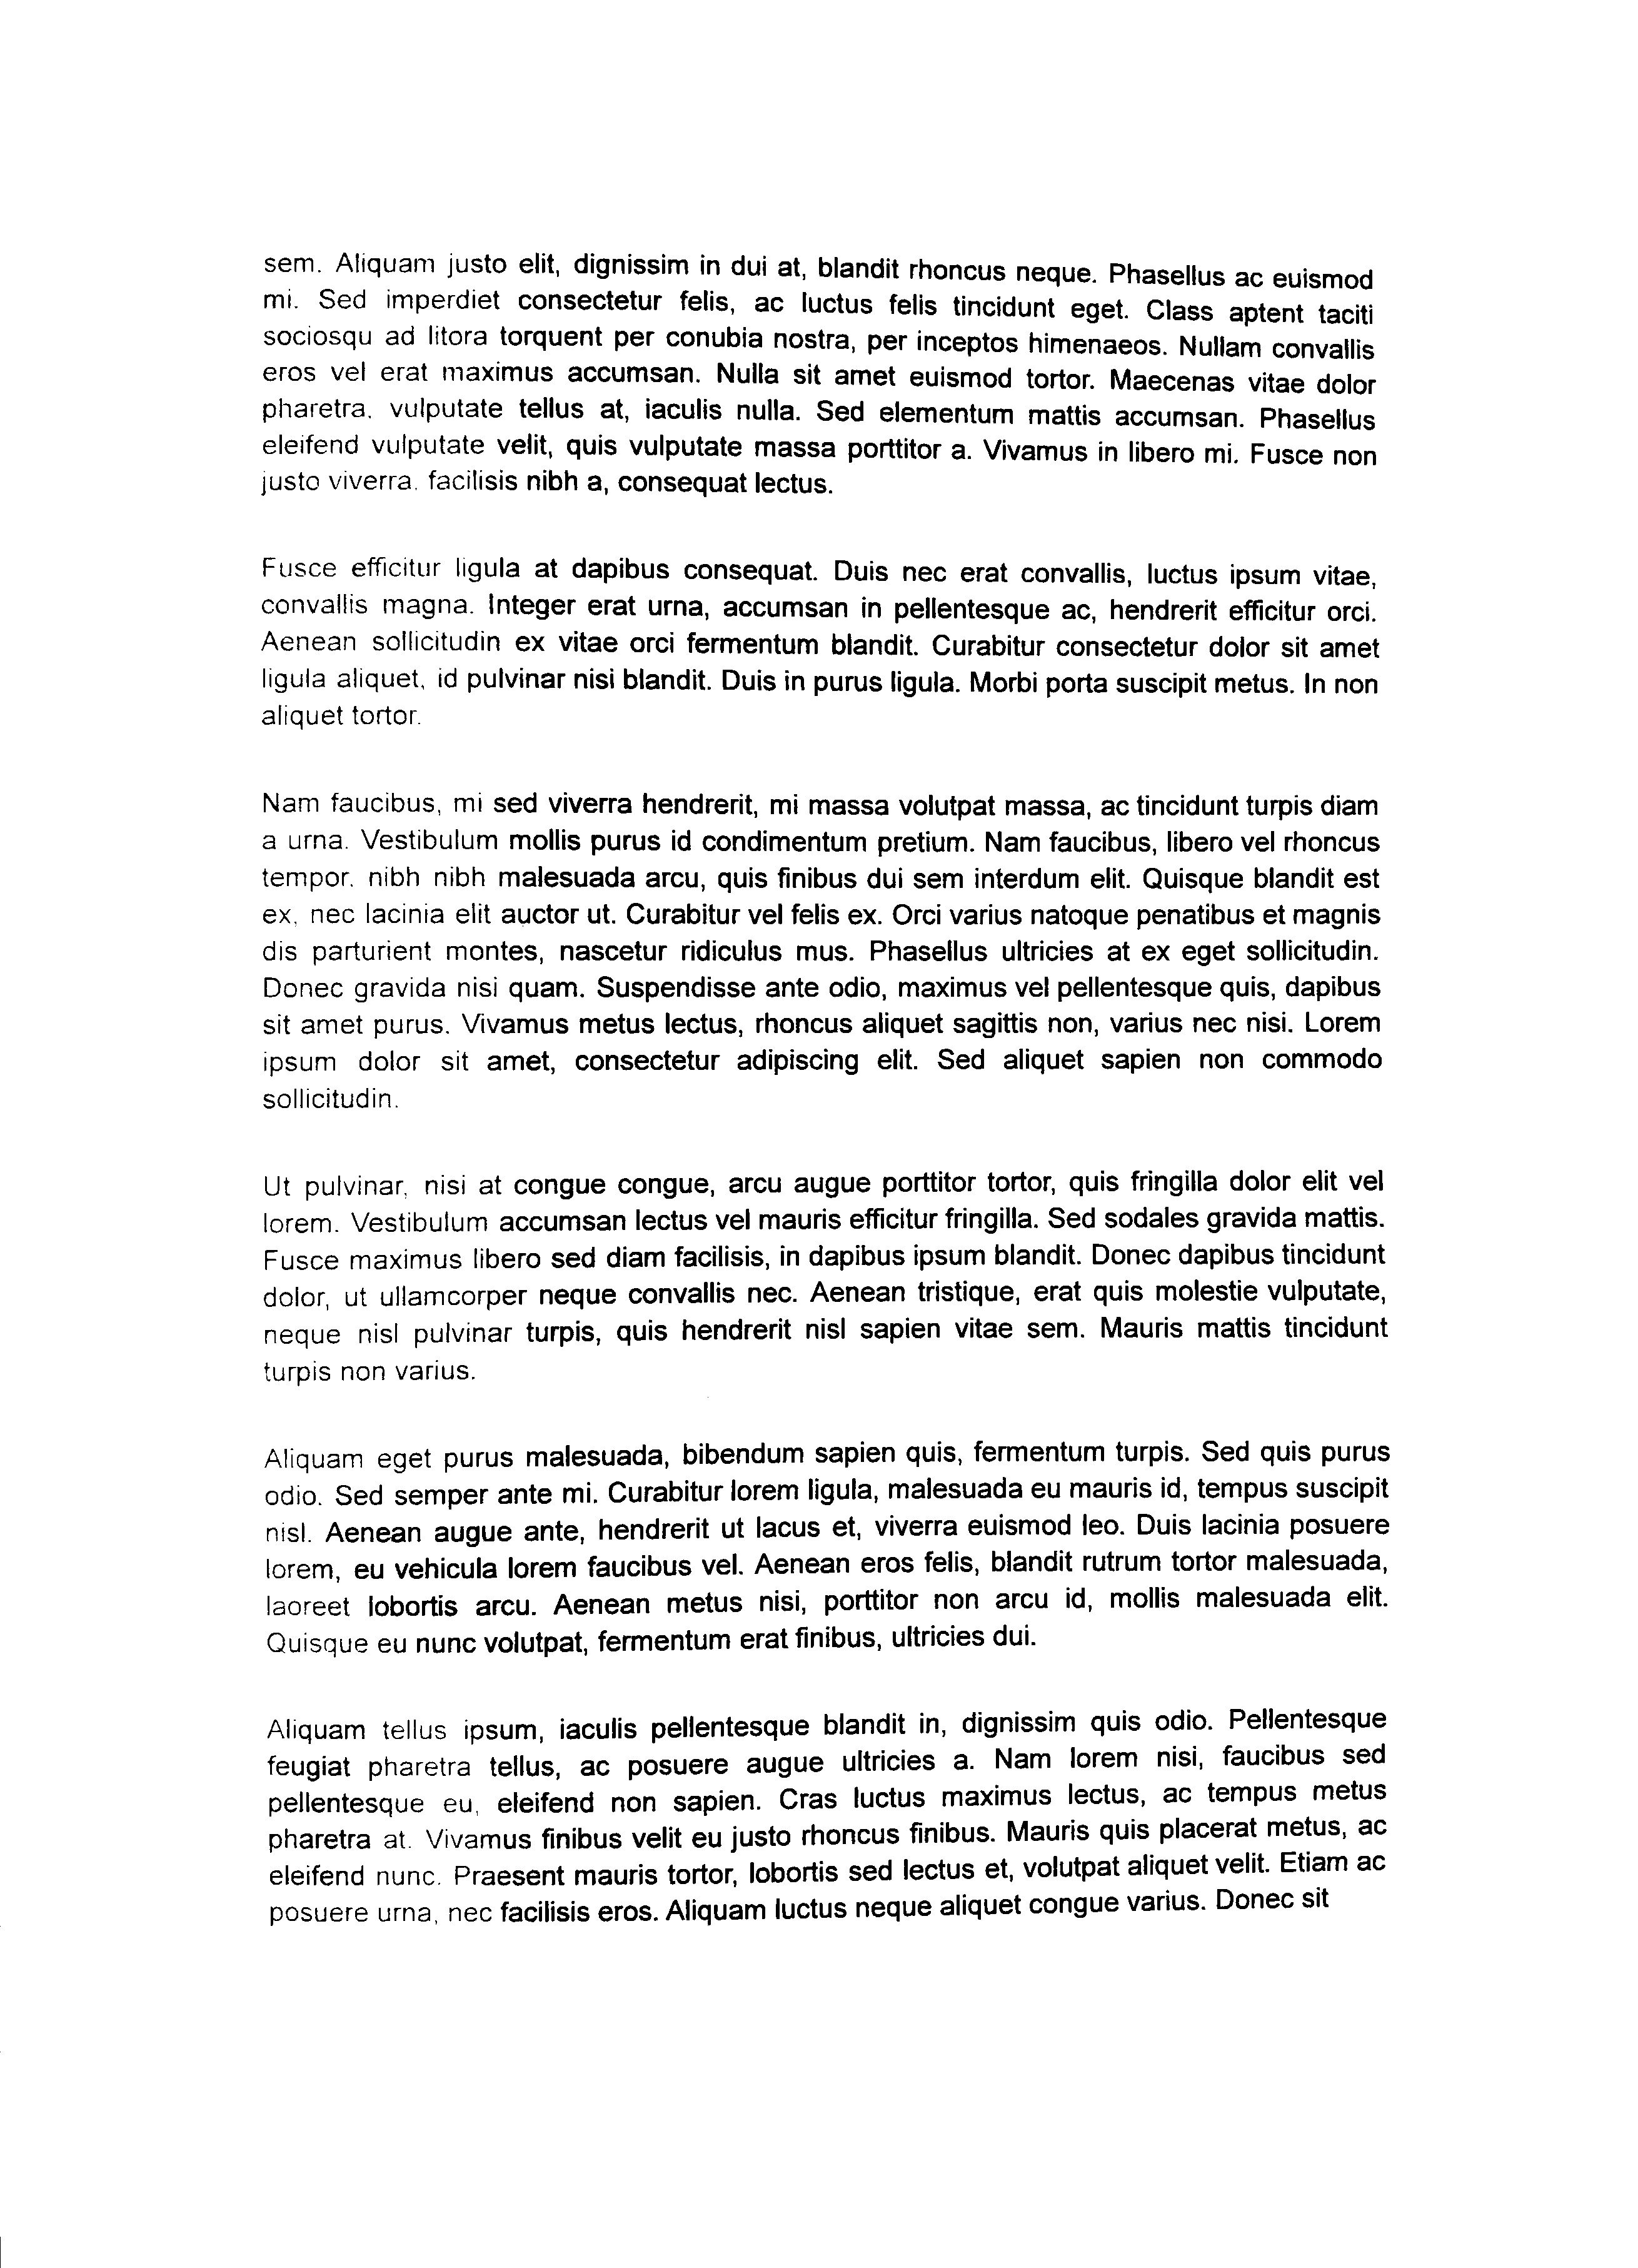 sem. Aliquam justo elit, dignissim in dui at, blandit rhoncus neque. Phasellus ac euismod
mi. Sed imperdiet consectetur felis, ac luctus felis tincidunt eget. Class aptent taciti
sociosqu ad litora torquent per conubia nostra, per inceptos himenaeos. Nullam convallis
eros vel erat maximus accumsan. Nulla sit amet euismod tortor. Maecenas vitae dolor
pharetra, vulputate tellus at, iaculis nulla. Sed elementum mattis accumsan. Phasellus
eleifend vulputate velit, quis vulputate massa porttitor a. Vivamus in libero mi. Fusce non
justo viverra, facilisis nibh a, consequat lectus.
Fusce efficitur ligula at dapibus consequat. Duis nec erat convallis, luctus ipsum vitae,
convallis magna. Integer erat urna, accumsan in pellentesque ac, hendrerit efficitur orci.
Aenean sollicitudin ex vitae orci fermentum blandit. Curabitur consectetur dolor sit amet
ligula aliquet, id pulvinar nisi blandit. Duis in purus ligula. Morbi porta suscipit metus. In non
aliquet tortor.
Nam faucibus, mi sed viverra hendrerit, mi massa volutpat massa, ac tincidunt turpis diam
a urna. Vestibulum mollis purus id condimentum pretium. Nam faucibus, libero vel rhoncus
tempor, nibh nibh malesuada arcu, quis finibus dui sem interdum elit. Quisque blandit est
ex, nec lacinia elit auctor ut. Curabitur vel felis ex. Orci varius natoque penatibus et magnis
dis parturient montes, nascetur ridiculus mus. Phasellus ultricies at ex eget sollicitudin.
Donec gravida nisi quam. Suspendisse ante odio, maximus vel pellentesque quis, dapibus
sit amet purus. Vivamus metus lectus, rhoncus aliquet sagittis non, varius nec nisi. Lorem
ipsum dolor sit amet, consectetur adipiscing elit. Sed aliquet sapien non commodo
sollicitudin.
Ut pulvinar, nisi at congue congue, arcu augue porttitor tortor, quis fringilla dolor elit vel
lorem. Vestibulum accumsan lectus vel mauris efficitur fringilla. Sed sodales gravida mattis.
Fusce maximus libero sed diam facilisis, in dapibus ipsum blandit. Donec dapibus tincidunt
dolor, ut ullamcorper neque convallis nec. Aenean tristique, erat quis molestie vulputate,
neque nisl pulvinar turpis, quis hendrerit nisl sapien vitae sem. Mauris mattis tincidunt
turpis non varius.
Aliquam eget purus malesuada, bibendum sapien quis, fermentum turpis. Sed quis purus
odio. Sed semper ante mi. Curabitur lorem ligula, malesuada eu mauris id, tempus suscipit
nisl. Aenean augue ante, hendrerit ut lacus et, viverra euismod leo. Duis lacinia posuere
lorem, eu vehicula lorem faucibus vel. Aenean eros felis, blandit rutrum tortor malesuada,
laoreet lobortis arcu. Aenean metus nisi, porttitor non arcu id, mollis malesuada elit.
Quisque eu nunc volutpat, fermentum erat finibus, ultricies dui.
Aliquam tellus ipsum, iaculis pellentesque blandit in, dignissim quis odio. Pellentesque
feugiat pharetra tellus, ac posuere augue ultricies a. Nam lorem nisi, faucibus sed
pellentesque eu, eleifend non sapien. Cras luctus maximus lectus, ac tempus metus
pharetra at. Vivamus finibus velit eu justo rhoncus finibus. Mauris quis placerat metus, ac
eleifend nunc. Praesent mauris tortor, lobortis sed lectus et, volutpat aliquet velit. Etiam ac
posuere urna, nec facilisis eros. Aliquam luctus neque aliquet congue varius. Donec sit